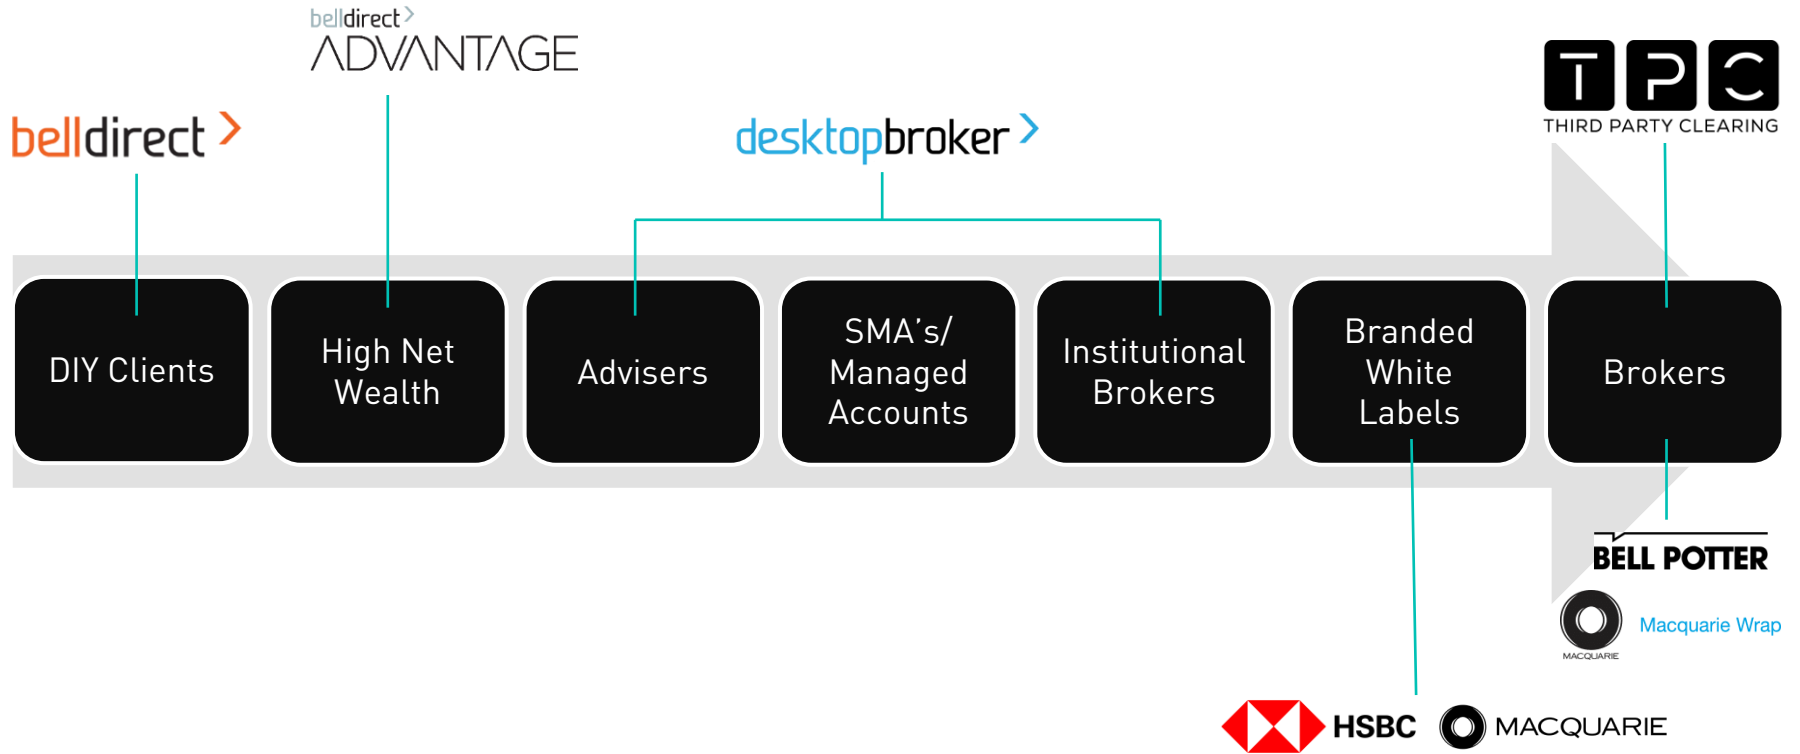 belldirect
ADVANTAGE
belldirect
desktopbroker
TPC
THIRD PARTY CLEARING
DIY Clients
High Net
Wealth
Advisers
SMA's/
Managed
Accounts
Institutional
Brokers
Branded
White
Labels
Brokers
BELL POTTER
MACQUARIE
Macquarie Wrap
HSBC
MACQUARIE